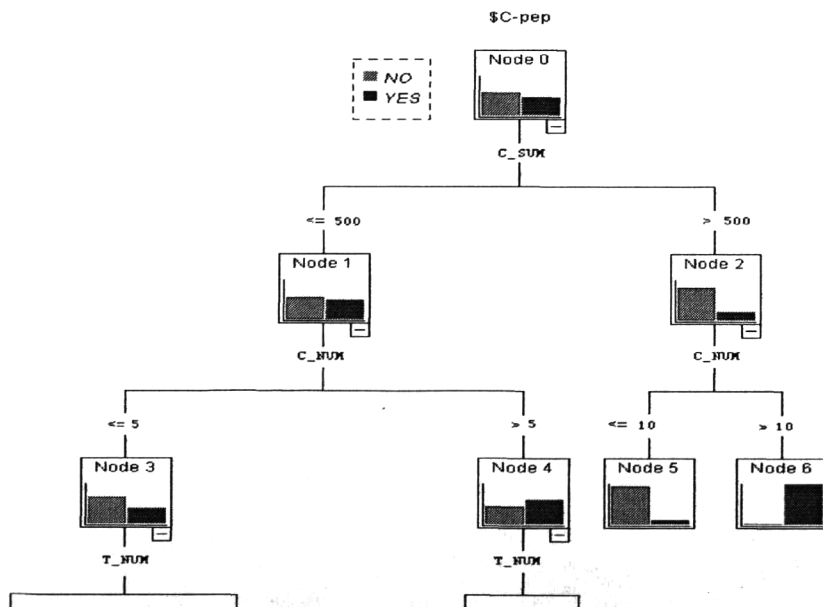 $C-pep
Node 0
NO
YES
C_SUM
<= 500
> 500
Node 1
Node 2
C_NUM
C_NUM
<= 5
> 5
<= 10
> 10
Node 3
Node 4
Node 5
Node 6
T_NUM
T_NUM